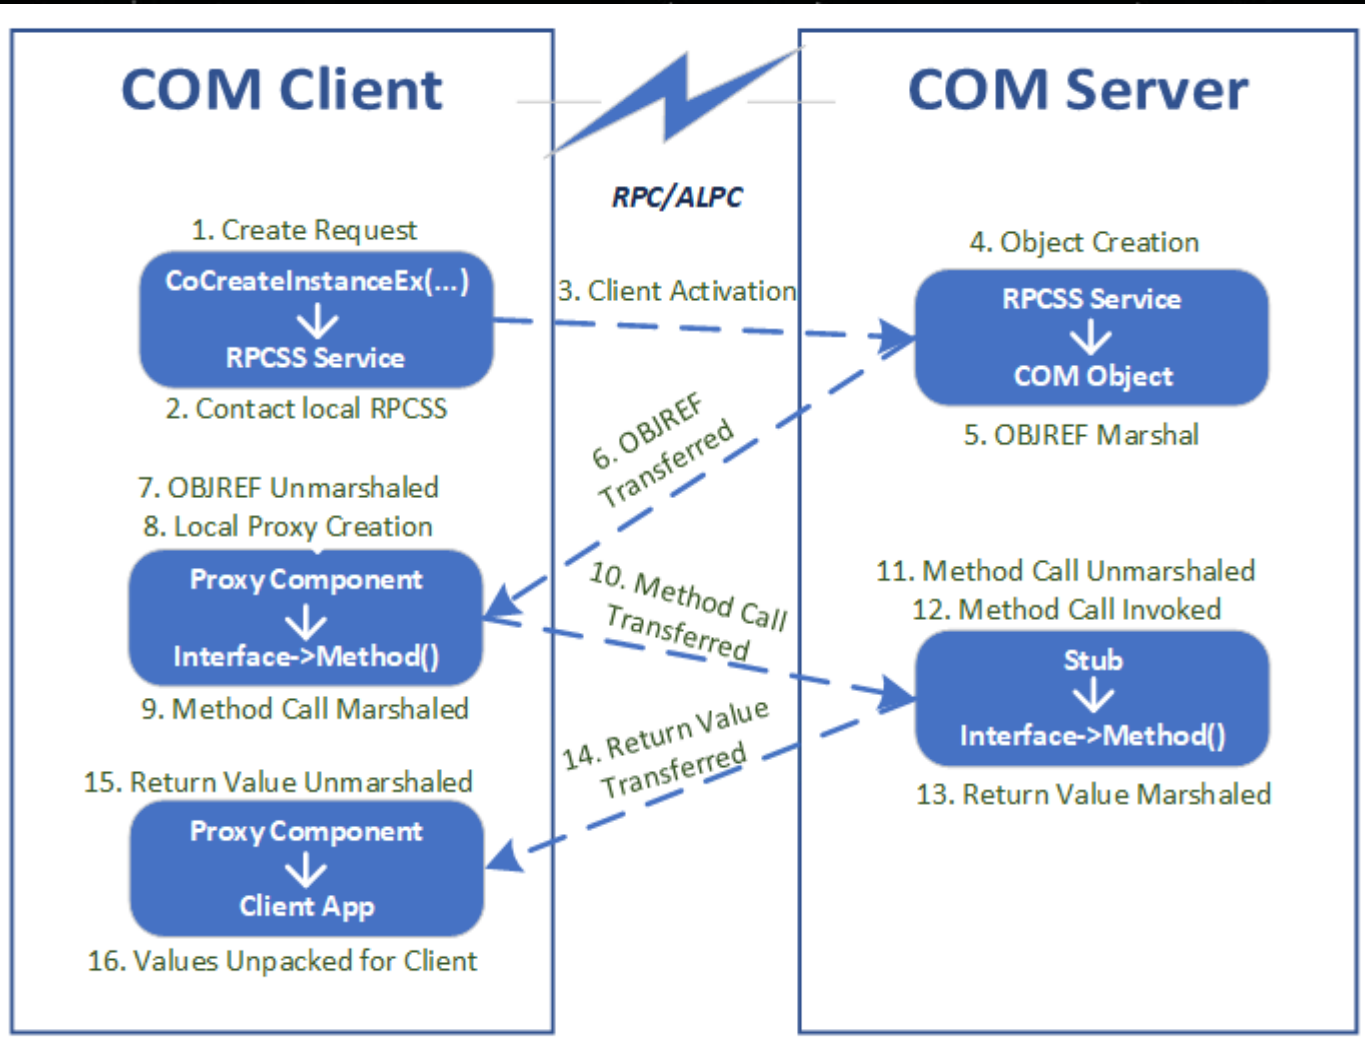 COM Client
COM Server
RPC/ALPC
1. Create Request
CoCreateInstanceEx(...)
RPCSS Service
2. Contact local RPCSS
3. Client Activation
4. Object Creation
RPCSS Service
COM Object
5. OBJREF Marshal
6. OBJREF
Transferred
7. OBJREF Unmarshaled
8. Local Proxy Creation
Proxy Component
Interface->Method()
9. Method Call Marshaled
10. Method Call
Transferred
11. Method Call Unmarshaled
12. Method Call Invoked
Stub
Interface->Method()
13. Return Value Marshaled
14. Return Value
Transferred
15. Return Value Unmarshaled
Proxy Component
Client App
16. Values Unpacked for Client